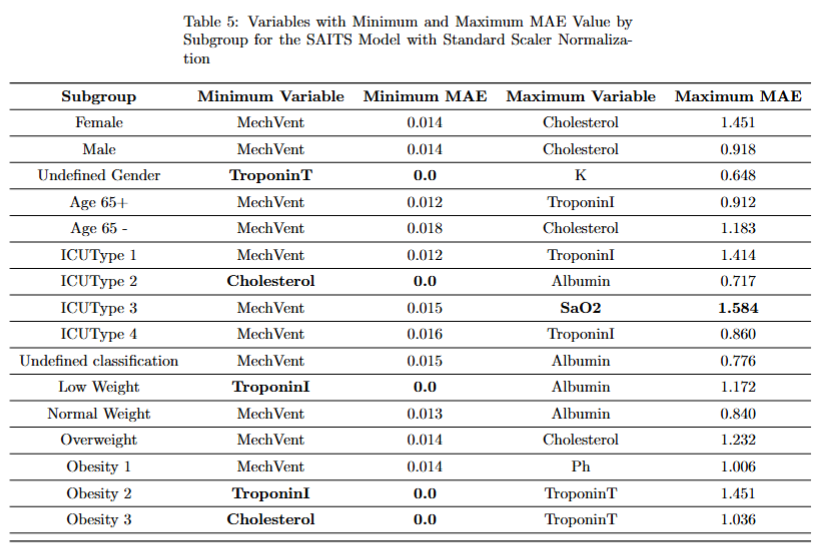 Table 5: Variables with Minimum and Maximum MAE Value by
Subgroup for the SAITS Model with Standard Scaler Normaliza-
tion
Subgroup Minimum Variable Minimum MAE Maximum Variable Maximum MAE
Female MechVent 0.014 Cholesterol 1.451
Male MechVent 0.014 Cholesterol 0.918
Undefined Gender TroponinT 0.0 K 0.648
Age 65+ MechVent 0.012 TroponinI 0.912
Age 65 - MechVent 0.018 Cholesterol 1.183
ICUType 1 MechVent 0.012 TroponinI 1.414
ICUType 2 Cholesterol 0.0 Albumin 0.717
ICUType 3 MechVent 0.015 SaO2 1.584
ICUType 4 MechVent 0.016 TroponinI 0.860
Undefined classification MechVent 0.015 Albumin 0.776
Low Weight TroponinI 0.0 Albumin 1.172
Normal Weight MechVent 0.013 Albumin 0.840
Overweight MechVent 0.014 Cholesterol 1.232
Obesity 1 MechVent 0.014 Ph 1.006
Obesity 2 TroponinI 0.0 TroponinT 1.451
Obesity 3 Cholesterol 0.0 TroponinT 1.036